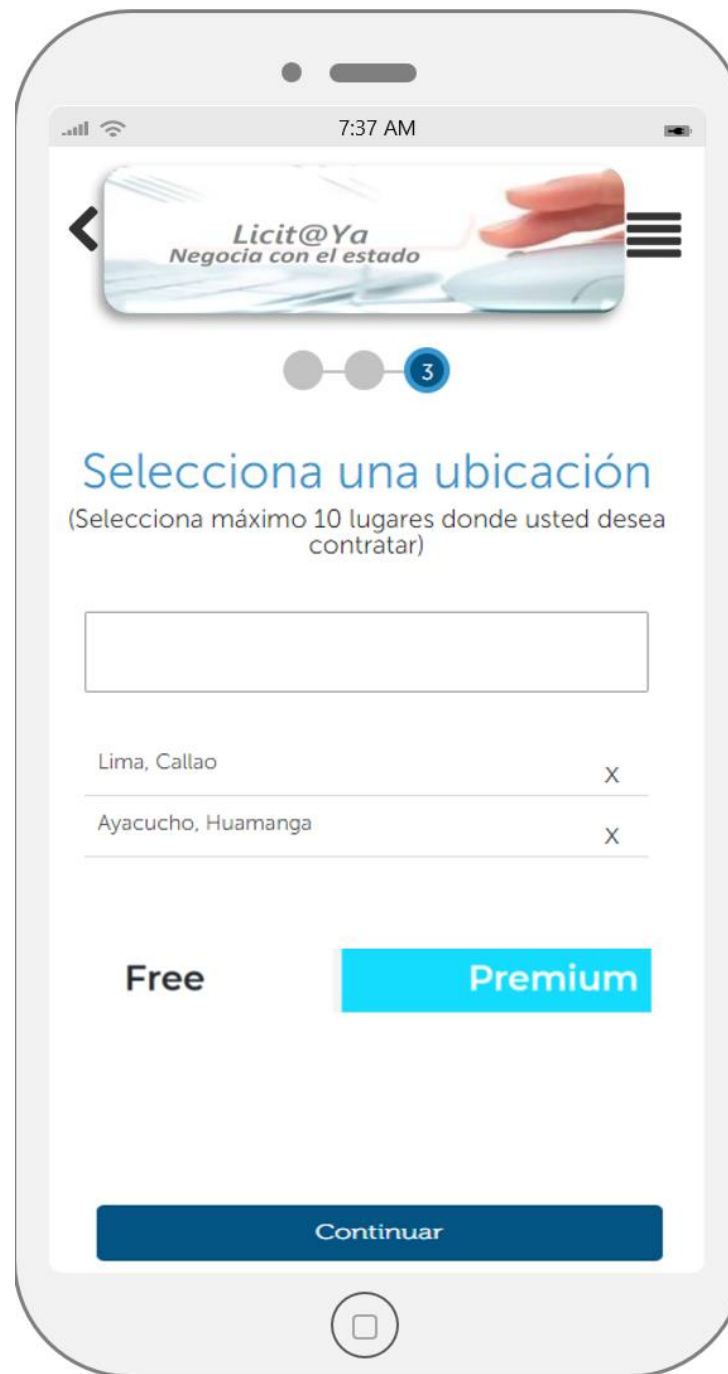 7:37 AM
Licit@Ya
Negocia con el estado
3
Selecciona una ubicación
(Selecciona máximo 10 lugares donde usted desea
contratar)
Lima, Callao
X
Ayacucho, Huamanga
X
Free
Premium
Continuar